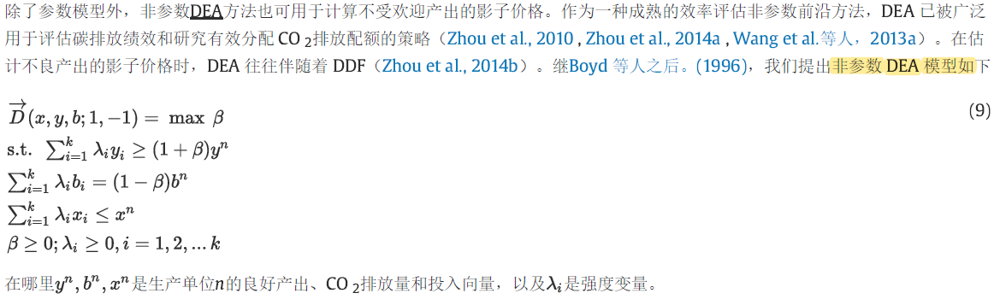 除了参数模型外，非参数DEA方法也可用于计算不受欢迎产出的影子价格。作为一种成熟的效率评估非参数前沿方法，DEA 已被广泛
用于评估碳排放绩效和研究有效分配 CO 2排放配额的策略（Zhou et al., 2010 , Zhou et al., 2014a , Wang et al.等人，2013a）。在估
计不良产出的影子价格时，DEA 往往伴随着 DDF（Zhou et al., 2014b）。继Boyd 等人之后。(1996)，我们提出非参数 DEA 模型如下
$\overrightarrow{D}(x, y, b; 1, -1) = \max \beta$ (9)
s.t. $\sum_{i=1}^{k} \lambda_i y_i \geq (1 + \beta) y^n$
$\sum_{i=1}^{k} \lambda_i b_i = (1 - \beta) b^n$
$\sum_{i=1}^{k} \lambda_i x_i \leq x^n$
$\beta \geq 0; \lambda_i \geq 0, i = 1, 2, \ldots k$
在哪里$y^n, b^n, x^n$是生产单位$n$的良好产出、CO 2排放量和投入向量，以及$\lambda_i$是强度变量。